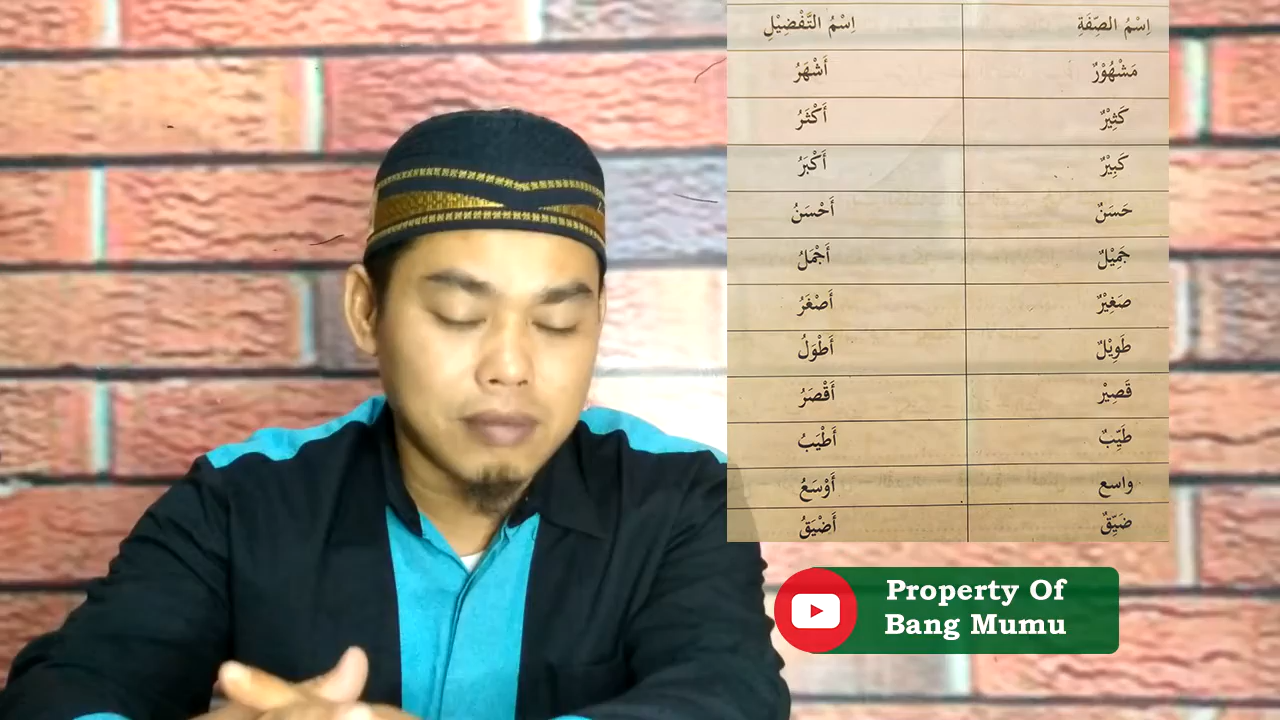 اِسْمُ الصِّفَةِ اِسْمُ التَّفْضِيْلِ
مَشْهُوْرٌ أَشْهَرُ
كَثِيْرٌ أَكْثَرُ
كَبِيْرٌ أَكْبَرُ
حَسَنٌ أَحْسَنُ
جَمِيْلٌ أَجْمَلُ
صَغِيْرٌ أَصْغَرُ
طَوِيْلٌ أَطْوَلُ
قَصِيْرٌ أَقْصَرُ
طَيِّبٌ أَطْيَبُ
واسع أَوْسَعُ
ضَيِّقٌ أَضْيَقُ
Property Of
Bang Mumu